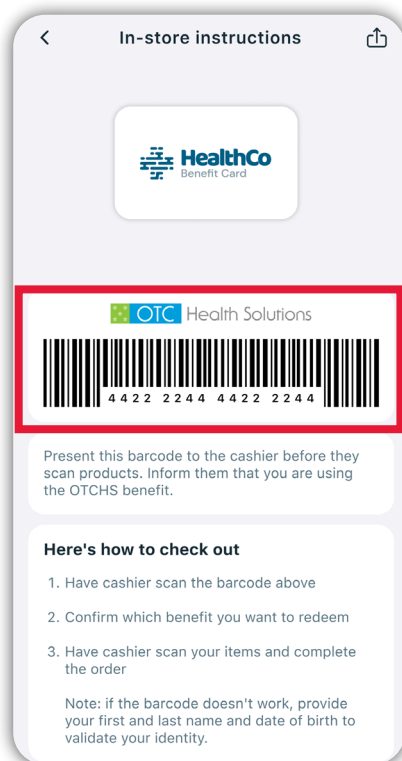 In-store instructions
HealthCo
Benefit Card
OTC Health Solutions
4422 2244 4422 2244
Present this barcode to the cashier before they
scan products. Inform them that you are using
the OTCHS benefit.
Here's how to check out
1. Have cashier scan the barcode above
2. Confirm which benefit you want to redeem
3. Have cashier scan your items and complete
the order
Note: if the barcode doesn't work, provide
your first and last name and date of birth to
validate your identity.